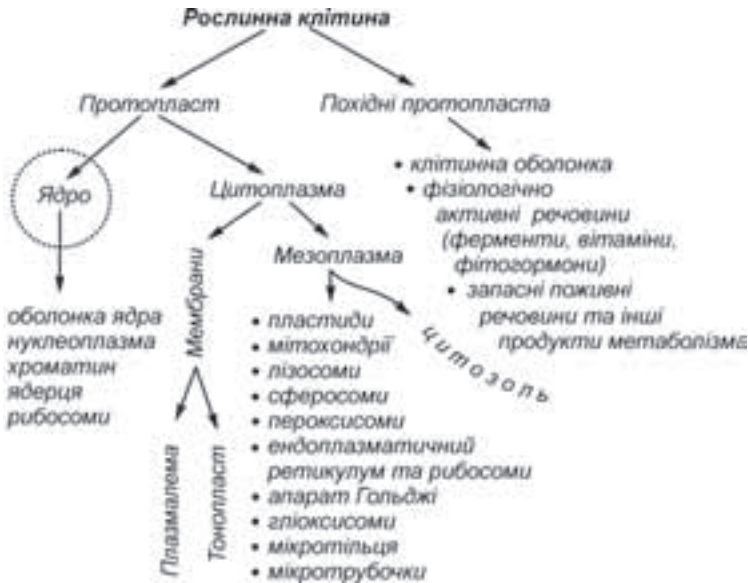 Рослинна клітина
Протопласт
Похідні протопласта
Ядро
Цитоплазма
• клітинна оболонка
• фізіологічно
активні речовини
(ферменти, вітаміни,
фітогормони)
• запасні поживні
речовини та інші
продукти метаболізма
Мембрани
Мезоплазма
оболонка ядра
нуклеоплазма
хроматин
ядерця
рибосоми
• пластиди
• мітохондрії
• лізосоми
• сферосоми
• пероксисоми
• ендоплазматичний
ретикулум та рибосоми
• апарат Гольджі
• гліоксисоми
• мікротільця
• мікротрубочки
цитозоль
Плазмалема
Тонопласт